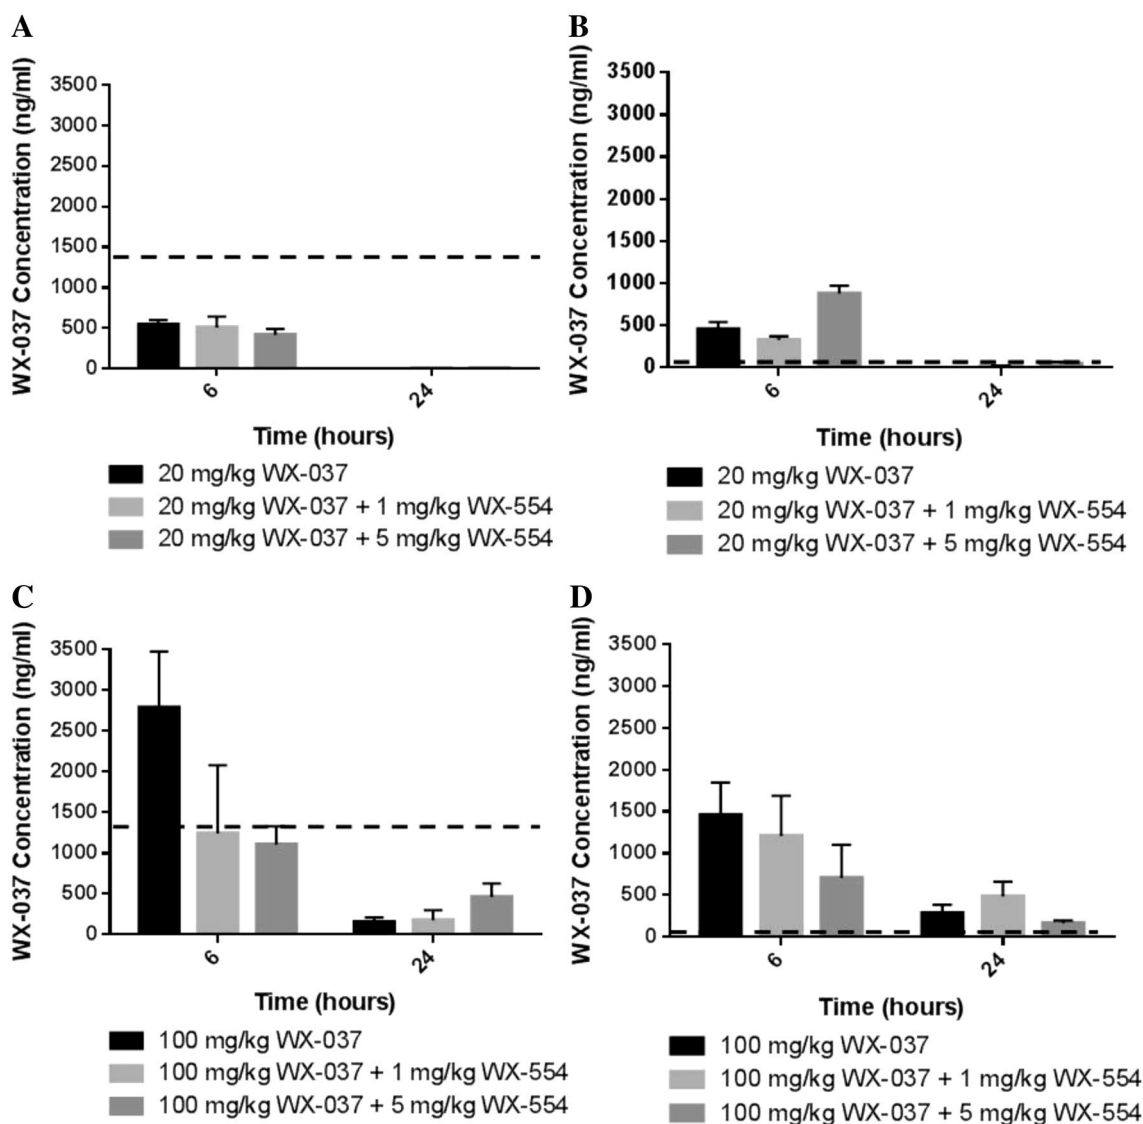 A
WX-037 Concentration (ng/ml)
3500
3000
2500
2000
1500
1000
500
0
6
24
Time (hours)
20 mg/kg WX-037
20 mg/kg WX-037 + 1 mg/kg WX-554
20 mg/kg WX-037 + 5 mg/kg WX-554
B
WX-037 Concentration (ng/ml)
3500
3000
2500
2000
1500
1000
500
0
6
24
Time (hours)
20 mg/kg WX-037
20 mg/kg WX-037 + 1 mg/kg WX-554
20 mg/kg WX-037 + 5 mg/kg WX-554
C
WX-037 Concentration (ng/ml)
3500
3000
2500
2000
1500
1000
500
0
6
24
Time (hours)
100 mg/kg WX-037
100 mg/kg WX-037 + 1 mg/kg WX-554
100 mg/kg WX-037 + 5 mg/kg WX-554
D
WX-037 Concentration (ng/ml)
3500
3000
2500
2000
1500
1000
500
0
6
24
Time (hours)
100 mg/kg WX-037
100 mg/kg WX-037 + 1 mg/kg WX-554
100 mg/kg WX-037 + 5 mg/kg WX-554